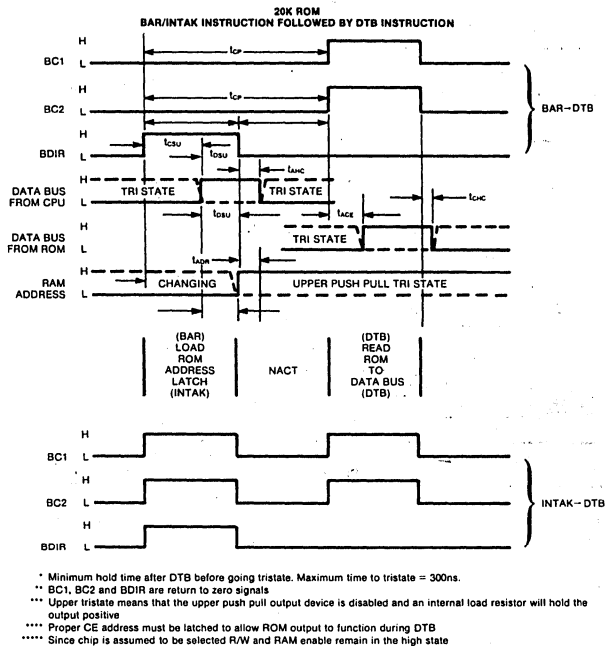 20K ROM
BAR/INTAK INSTRUCTION FOLLOWED BY DTB INSTRUCTION
BC1
H
L
tCP
BC2
H
L
tCP
BAR→DTB
BDIR
H
L
tCSU
tDSU
DATA BUS
FROM CPU
H
L
TRI STATE
tAHC
TRI STATE
tDSU
tACE
tCHC
DATA BUS
FROM ROM
H
L
TRI STATE
tADR
RAM
ADDRESS
H
L
CHANGING
UPPER PUSH PULL TRI STATE
(BAR)
LOAD
ROM
ADDRESS
LATCH
(INTAK)
NACT
(DTB)
READ
ROM
TO
DATA BUS
(DTB)
BC1
H
L
BC2
H
L
INTAK→DTB
BDIR
H
L
* Minimum hold time after DTB before going tristate. Maximum time to tristate = 300ns.
** BC1, BC2 and BDIR are return to zero signals
*** Upper tristate means that the upper push pull output device is disabled and an internal load resistor will hold the
output positive
**** Proper CE address must be latched to allow ROM output to function during DTB
***** Since chip is assumed to be selected R/W and RAM enable remain in the high state